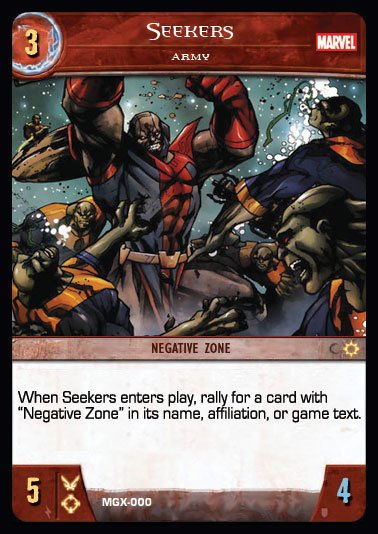 3
SEEKERS
ARMY
MARVEL
NEGATIVE ZONE
C
When Seekers enters play, rally for a card with
“Negative Zone” in its name, affiliation, or game text.
5
MGX-000
4